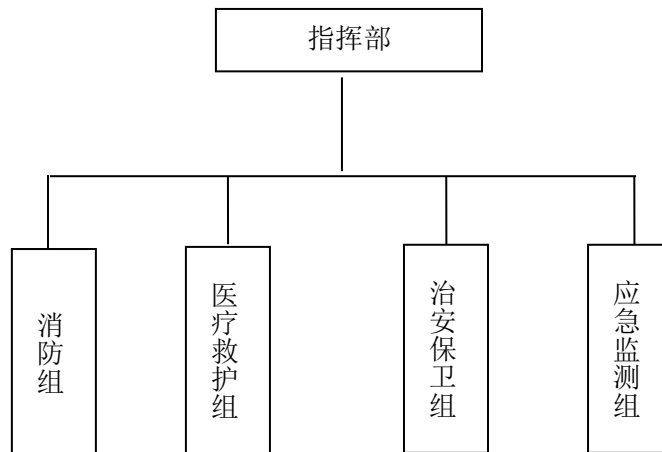 指挥部
消防组
医疗救护组
治安保卫组
应急监测组